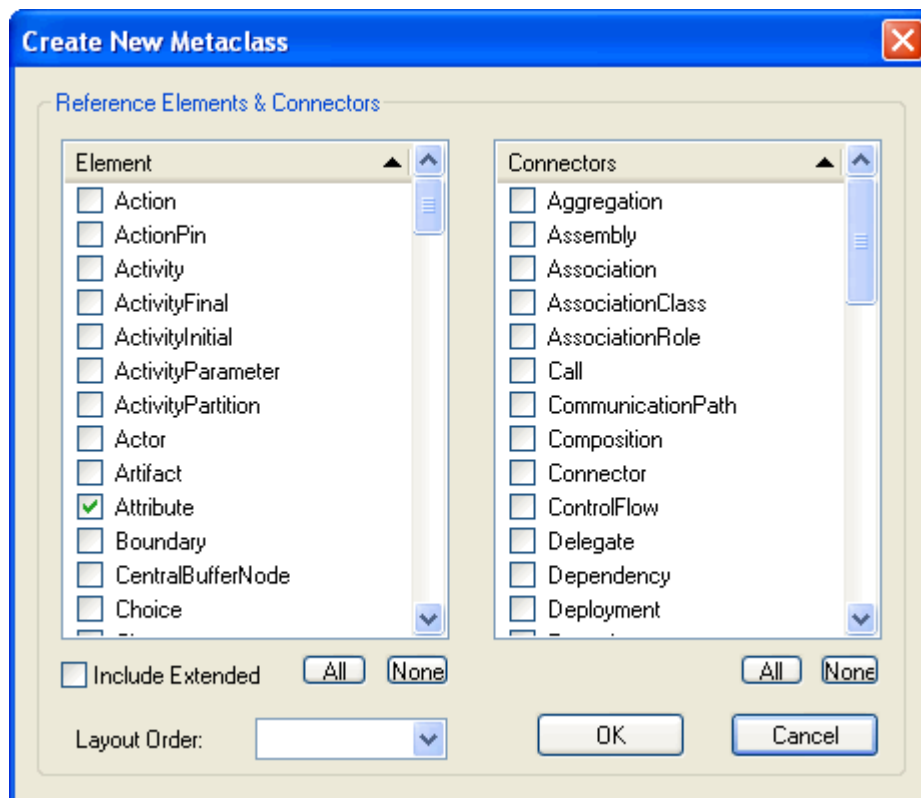 Create New Metaclass
Reference Elements & Connectors
Element
Action
ActionPin
Activity
ActivityFinal
ActivityInitial
ActivityParameter
ActivityPartition
Actor
Artifact
Attribute
Boundary
CentralBufferNode
Choice
Connectors
Aggregation
Assembly
Association
AssociationClass
AssociationRole
Call
CommunicationPath
Composition
Connector
ControlFlow
Delegate
Dependency
Deployment
Include Extended
All
None
All
None
Layout Order:
OK
Cancel